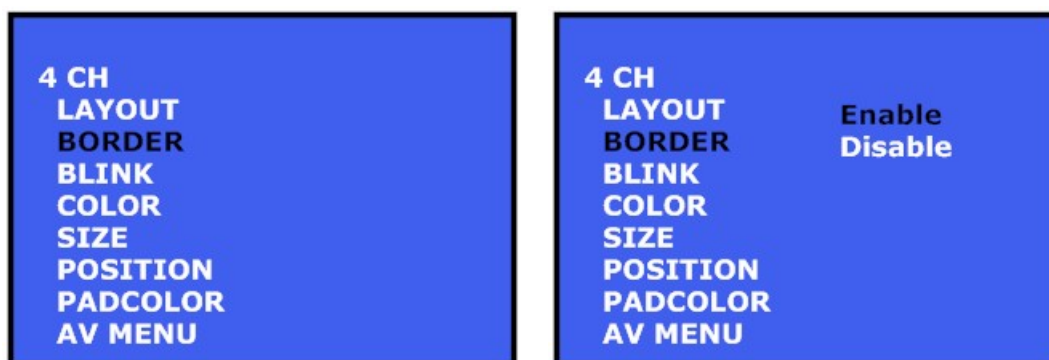 4 CH
LAYOUT
BORDER
BLINK
COLOR
SIZE
POSITION
PADCOLOR
AV MENU
4 CH
LAYOUT
BORDER
BLINK
COLOR
SIZE
POSITION
PADCOLOR
AV MENU
Enable
Disable